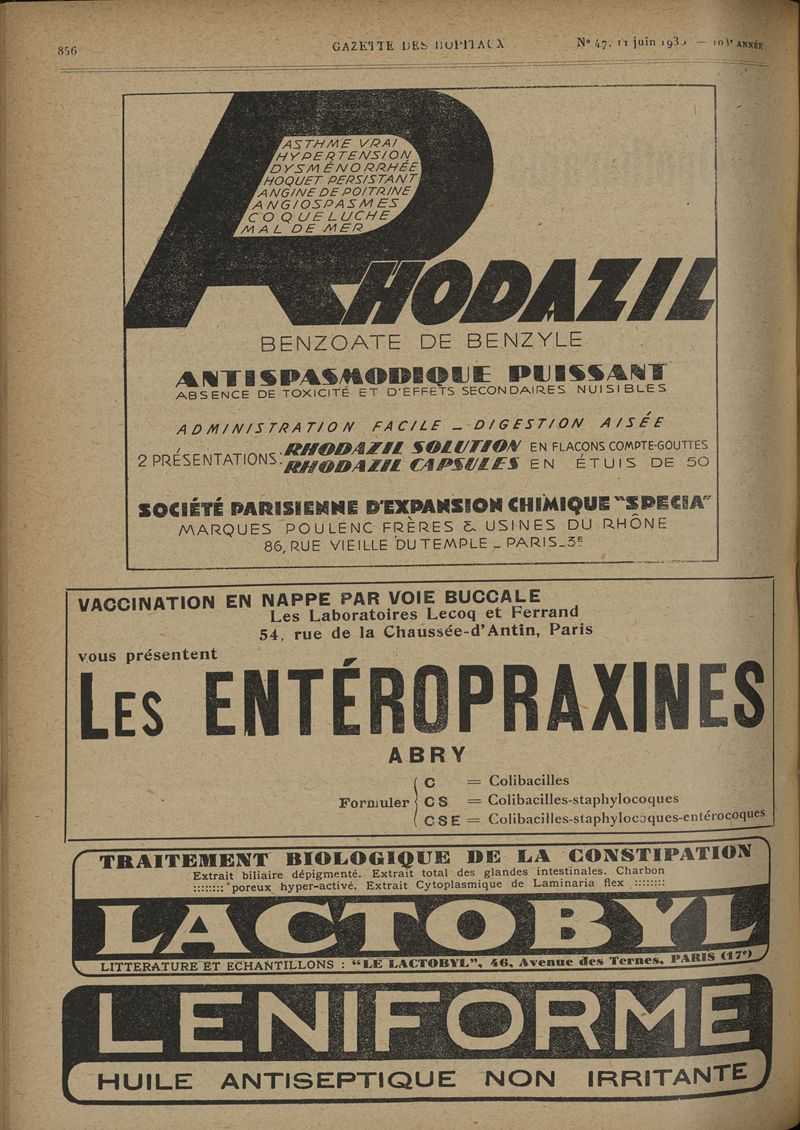 856
GAZETTE DES HOPITAUX
Nº 47, 11 juin 1930 — 103e ANNÉE
ASTHME VRAI
HYPERTENSION
DYSMÉNORRHÉE
HOQUET PERSISTANT
ANGINE DE POITRINE
ANGIOSPASMES
COQUELUCHE
MAL DE MER
RHODAZIL
BENZOATE DE BENZYLE
ANTISPASMODIQUE PUISSANT
ABSENCE DE TOXICITÉ ET D'EFFETS SECONDAIRES NUISIBLES
ADMINISTRATION FACILE _ DIGESTION AISÉE
2 PRÉSENTATIONS. RHODAZIL SOLUTION EN FLACONS COMPTE-GOUTTES
RHODAZIL CAPSULES EN ÉTUIS DE 50
SOCIÉTÉ PARISIENNE D'EXPANSION CHIMIQUE "SPECIA"
MARQUES POULENC FRÈRES & USINES DU RHÔNE
86, RUE VIEILLE DU TEMPLE _ PARIS_3E
VACCINATION EN NAPPE PAR VOIE BUCCALE
Les Laboratoires Lecoq et Ferrand
54, rue de la Chaussée-d'Antin, Paris
vous présentent
LES ENTÉROPRAXINES
ABRY
C = Colibacilles
Formuler CS = Colibacilles-staphylocoques
CSE = Colibacilles-staphylocoques-entérocoques
TRAITEMENT BIOLOGIQUE DE LA CONSTIPATION
Extrait biliaire dépigmenté. Extrait total des glandes intestinales. Charbon
:::::::: poreux hyper-activé. Extrait Cytoplasmique de Laminaria flex ::::::::
LACTOBYL
LITTERATURE ET ECHANTILLONS : "LE LACTOBYL", 46, Avenue des Ternes, PARIS (17e)
LENIFORME
HUILE ANTISEPTIQUE NON IRRITANTE